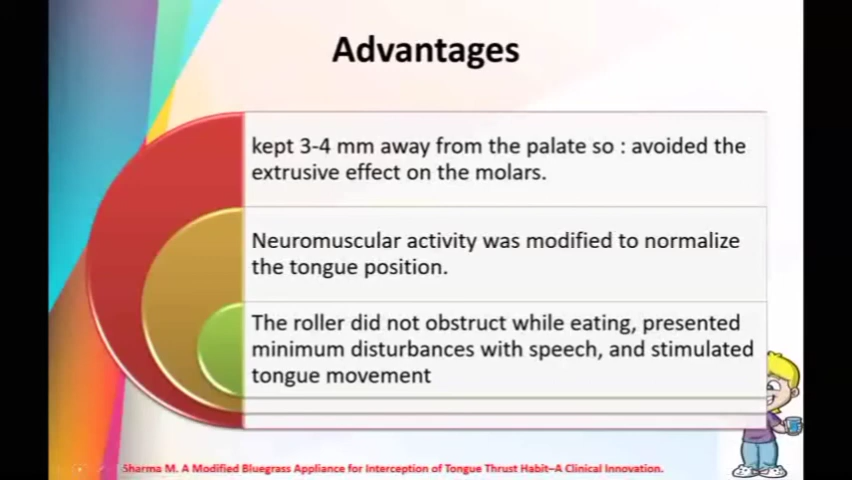 Advantages
kept 3-4 mm away from the palate so : avoided the
extrusive effect on the molars.
Neuromuscular activity was modified to normalize
the tongue position.
The roller did not obstruct while eating, presented
minimum disturbances with speech, and stimulated
tongue movement
Sharma M. A Modified Bluegrass Appliance for Interception of Tongue Thrust Habit–A Clinical Innovation.